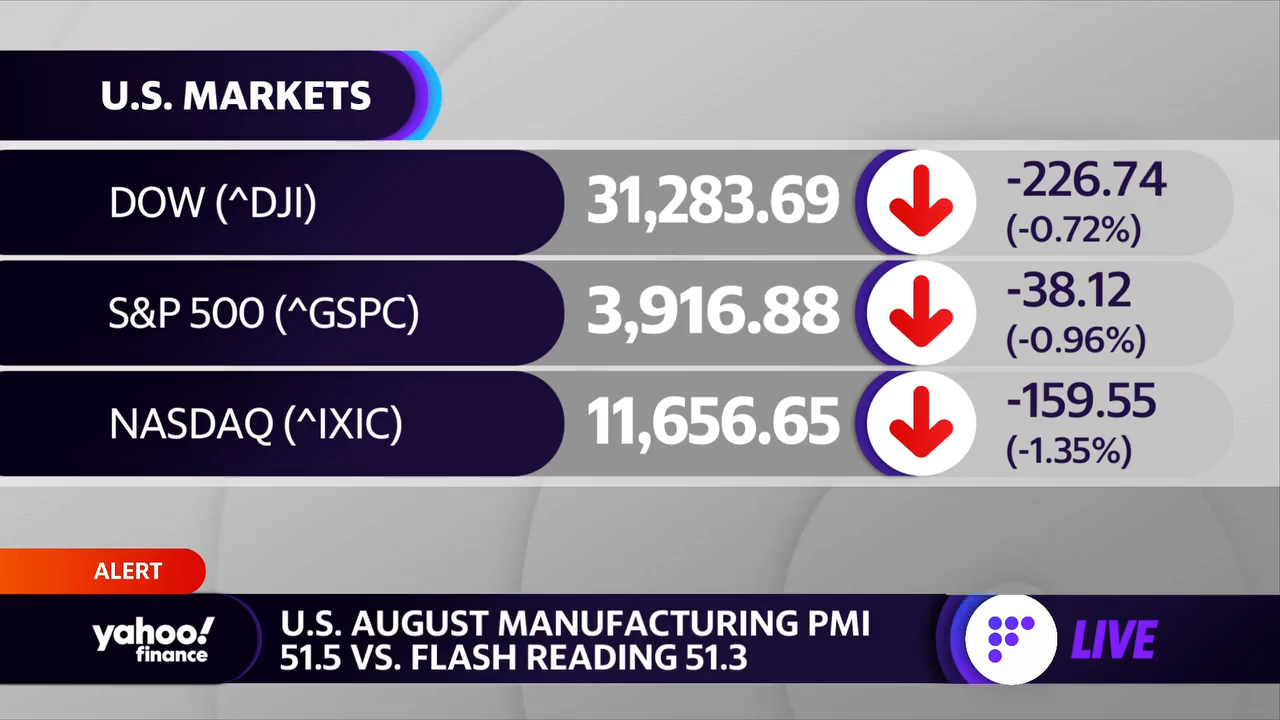 U.S. MARKETS
DOW (^DJI) 31,283.69 -226.74
(-0.72%)
S&P 500 (^GSPC) 3,916.88 -38.12
(-0.96%)
NASDAQ (^IXIC) 11,656.65 -159.55
(-1.35%)
ALERT
yahoo!
finance
U.S. AUGUST MANUFACTURING PMI
51.5 VS. FLASH READING 51.3
LIVE